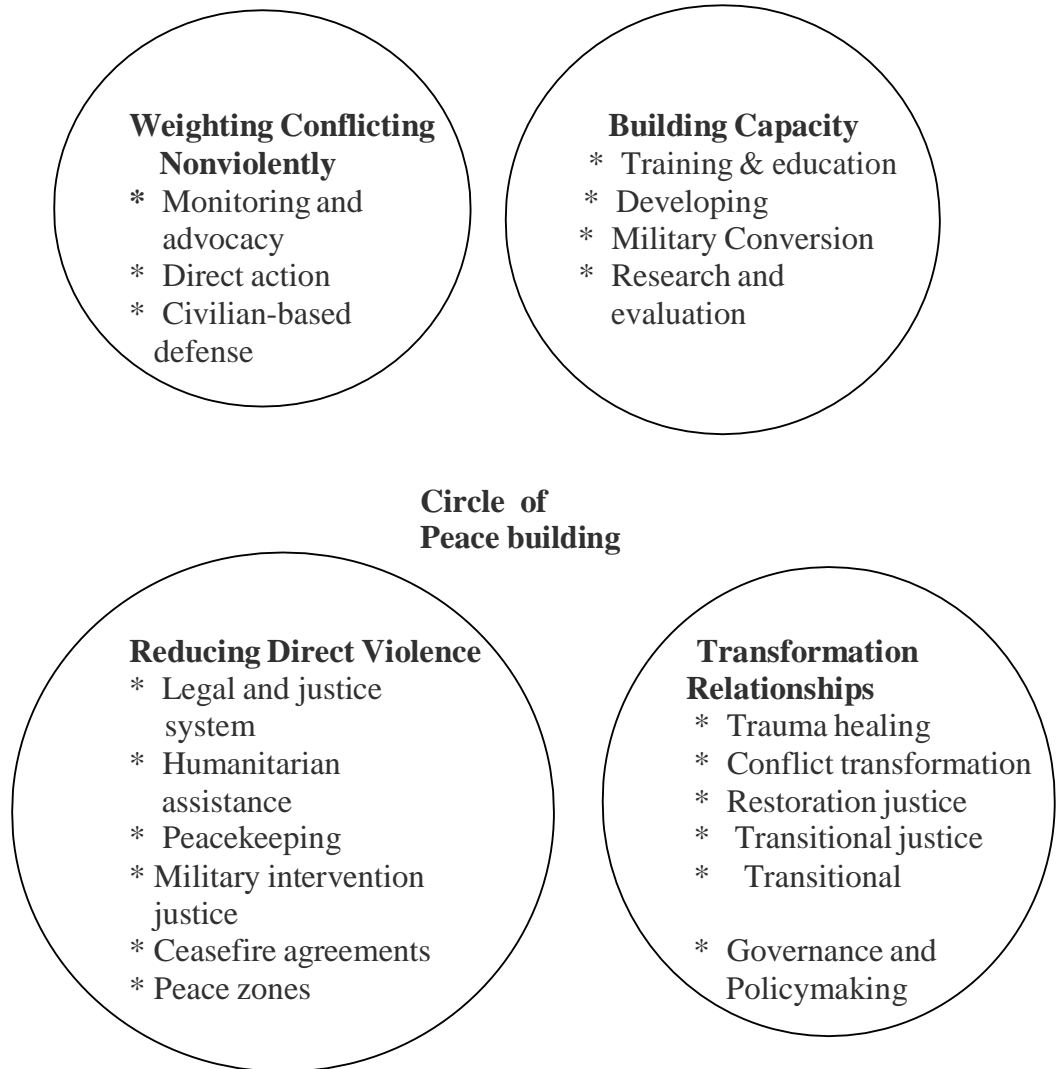 Weighting Conflicting
Nonviolently
* Monitoring and
advocacy
* Direct action
* Civilian-based
defense
Building Capacity
* Training & education
* Developing
* Military Conversion
* Research and
evaluation
Circle of
Peace building
Reducing Direct Violence
* Legal and justice
system
* Humanitarian
assistance
* Peacekeeping
* Military intervention
justice
* Ceasefire agreements
* Peace zones
Transformation
Relationships
* Trauma healing
* Conflict transformation
* Restoration justice
* Transitional justice
* Transitional
* Governance and
Policymaking